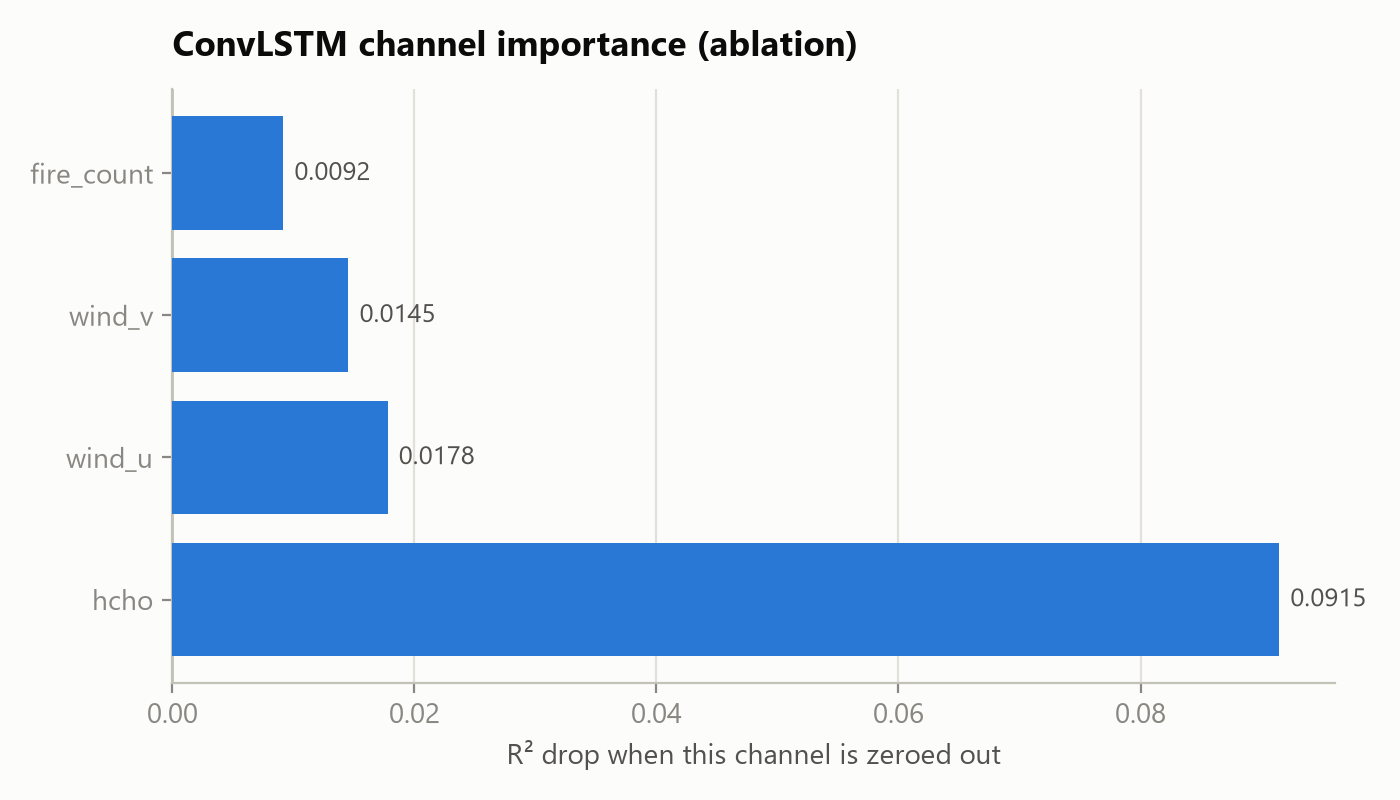 ConvLSTM channel importance (ablation)
fire_count
0.0092
wind_v
0.0145
wind_u
0.0178
hcho
0.0915
0.00 0.02 0.04 0.06 0.08
R² drop when this channel is zeroed out